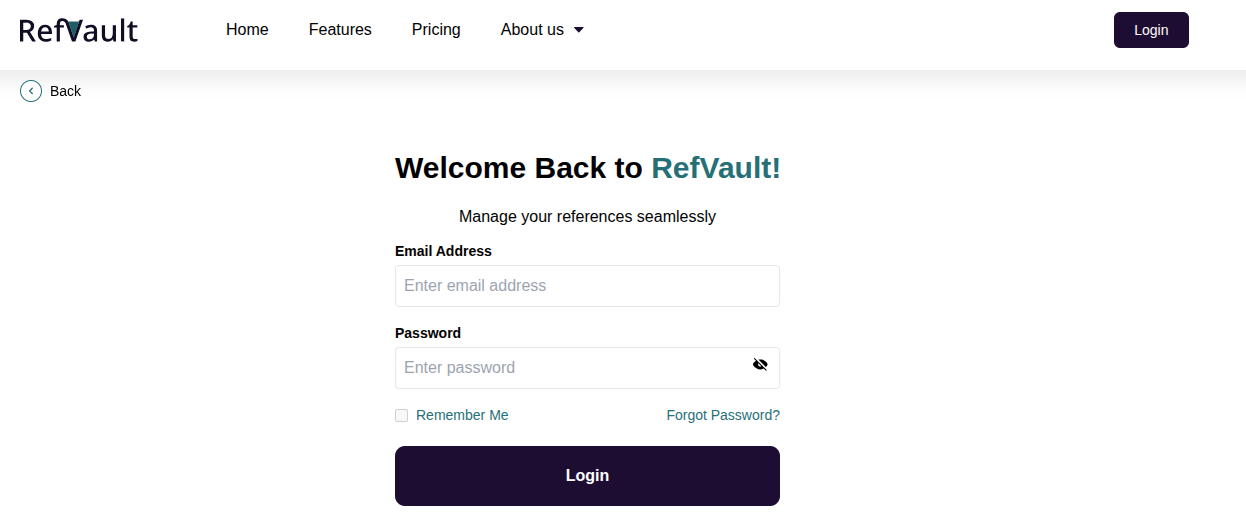 RefVault
Home Features Pricing About us
Login
Back
Welcome Back to RefVault!
Manage your references seamlessly
Email Address
Enter email address
Password
Enter password
Remember Me Forgot Password?
Login